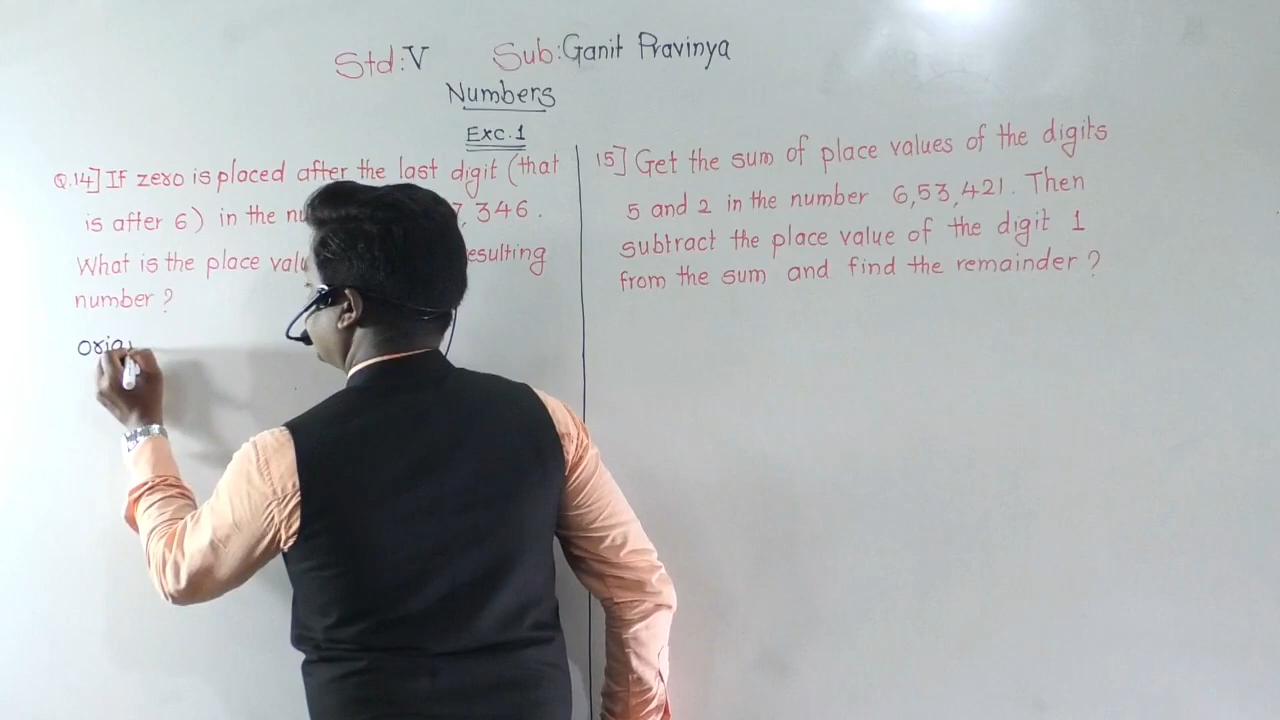 Std:V Sub:Ganit Pravinya
Numbers
Exc.1
Q.14] If zero is placed after the last digit (that
is after 6) in the 7,346.
What is the place
number?
15] Get the sum of place values of the digits
5 and 2 in the number 6,53,421. Then
subtract the place value of the digit 1
from the sum and find the remainder?